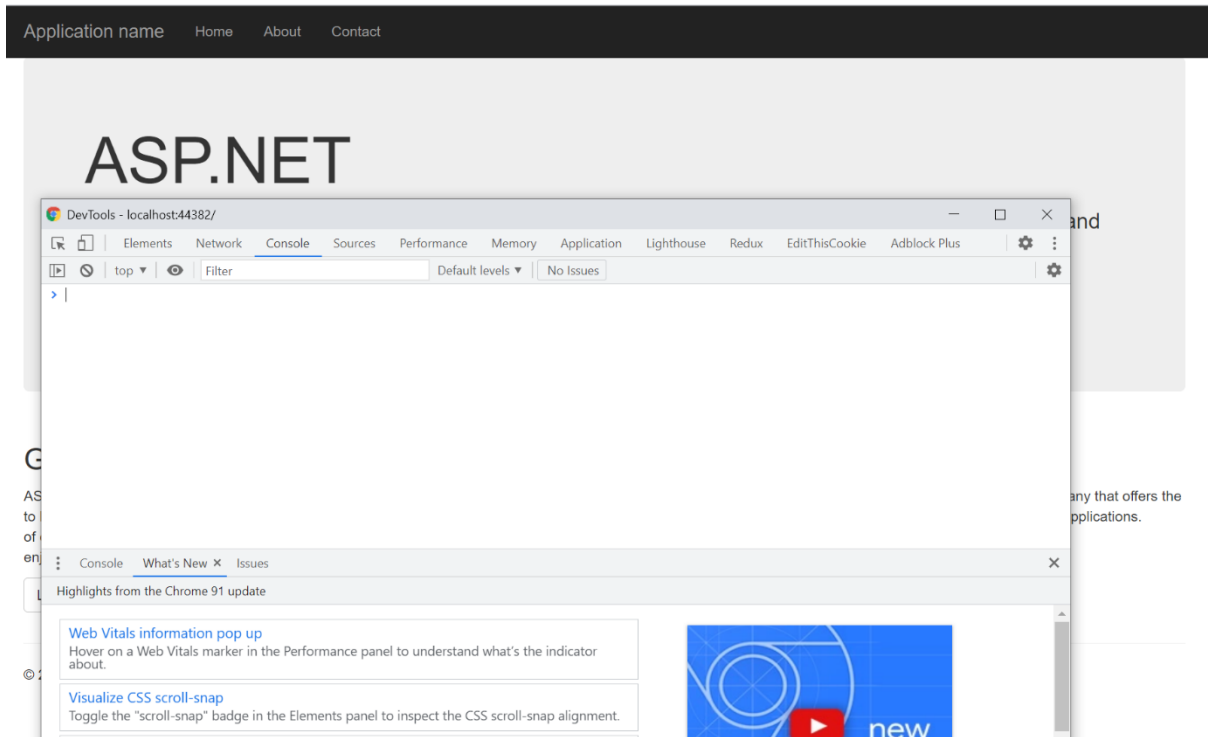 Application name Home About Contact
ASP.NET
DevTools - localhost:44382/
and
Elements Network Console Sources Performance Memory Application Lighthouse Redux EditThisCookie Adblock Plus
top Filter Default levels No Issues
G
AS
any that offers the
to
pplications.
of
enj
Console What's New Issues
Highlights from the Chrome 91 update
L
Web Vitals information pop up
Hover on a Web Vitals marker in the Performance panel to understand what's the indicator
about.
©
Visualize CSS scroll-snap
Toggle the "scroll-snap" badge in the Elements panel to inspect the CSS scroll-snap alignment.
new